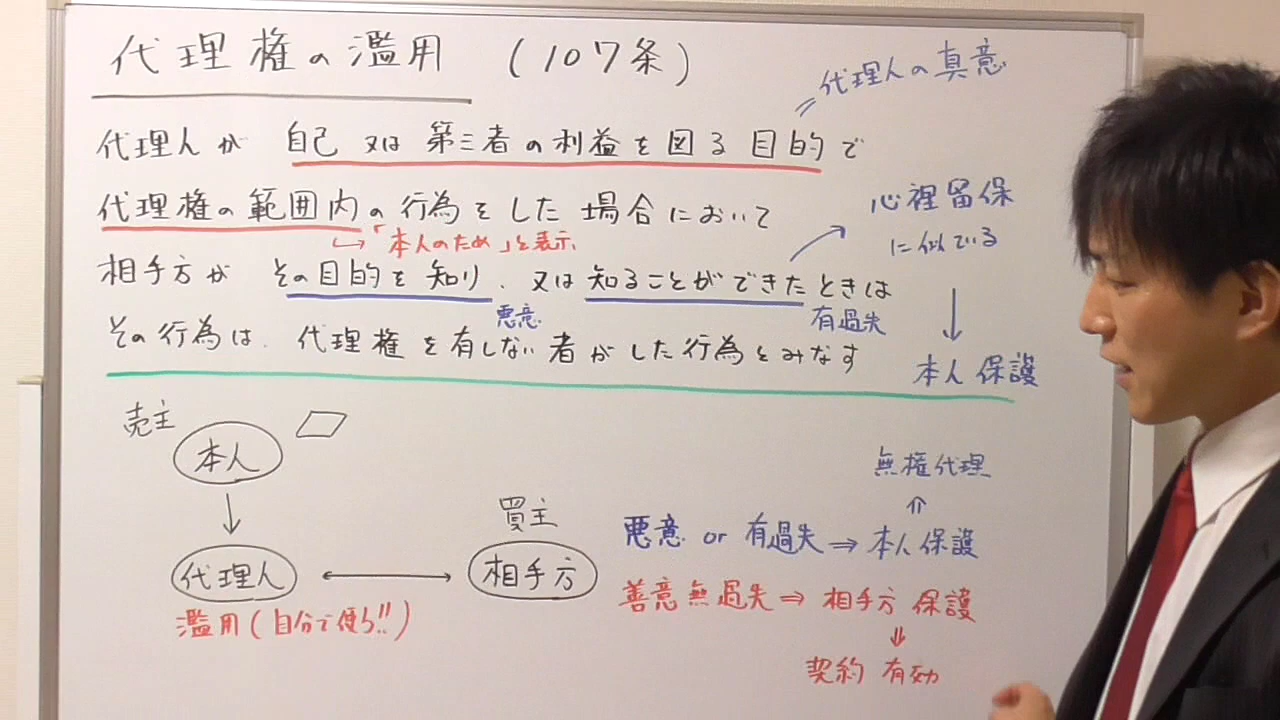 代理権の濫用 (107条)
代理人の真意
代理人が 自己 又は 第三者の利益を図る目的で
代理権の範囲内の行為をした場合において
「本人のため」と表示
心裡留保
に似ている
相手方が その目的を知り、又は知ることができたときは
悪意
有過失
その行為は、代理権を有しない者がした行為とみなす
本人保護
売主
本人
代理人
濫用(自分で使う!!)
買主
相手方
無権代理
悪意 or 有過失⇒本人保護
善意無過失⇒相手方保護
契約有効